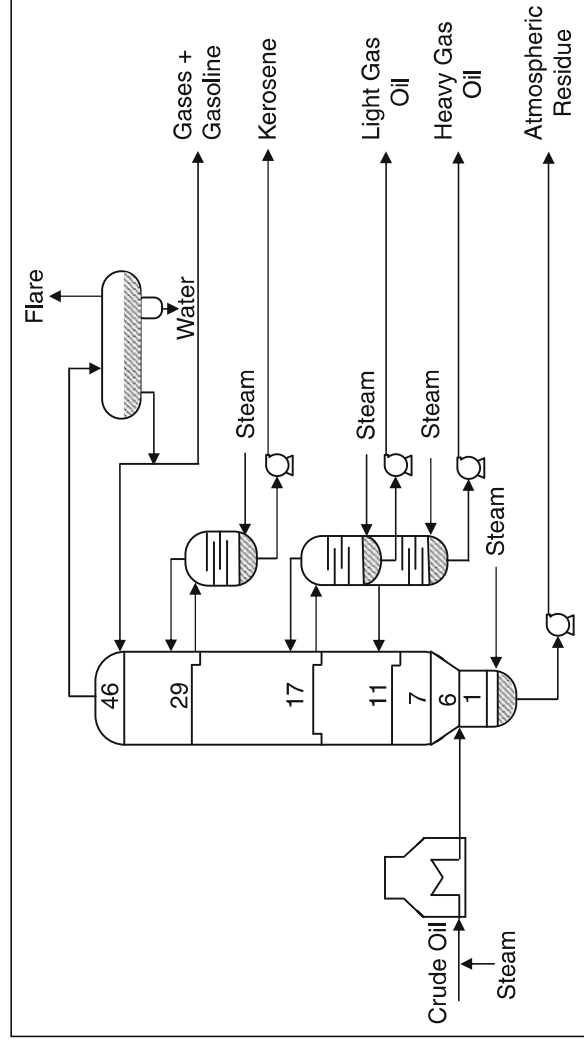 Flare
Water
Gases +
Gasoline
Kerosene
Light Gas
Oil
Heavy Gas
Oil
Atmospheric
Residue
Steam
Steam
Steam
Steam
46
29
17
11
7
6
1
Crude Oil
Steam